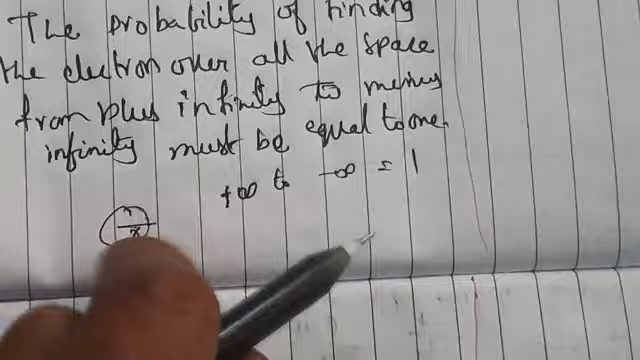 The probability of finding
the electron over all the space
from plus infinity to menius
infinity must be equal to one.
+∞ to -∞ = 1